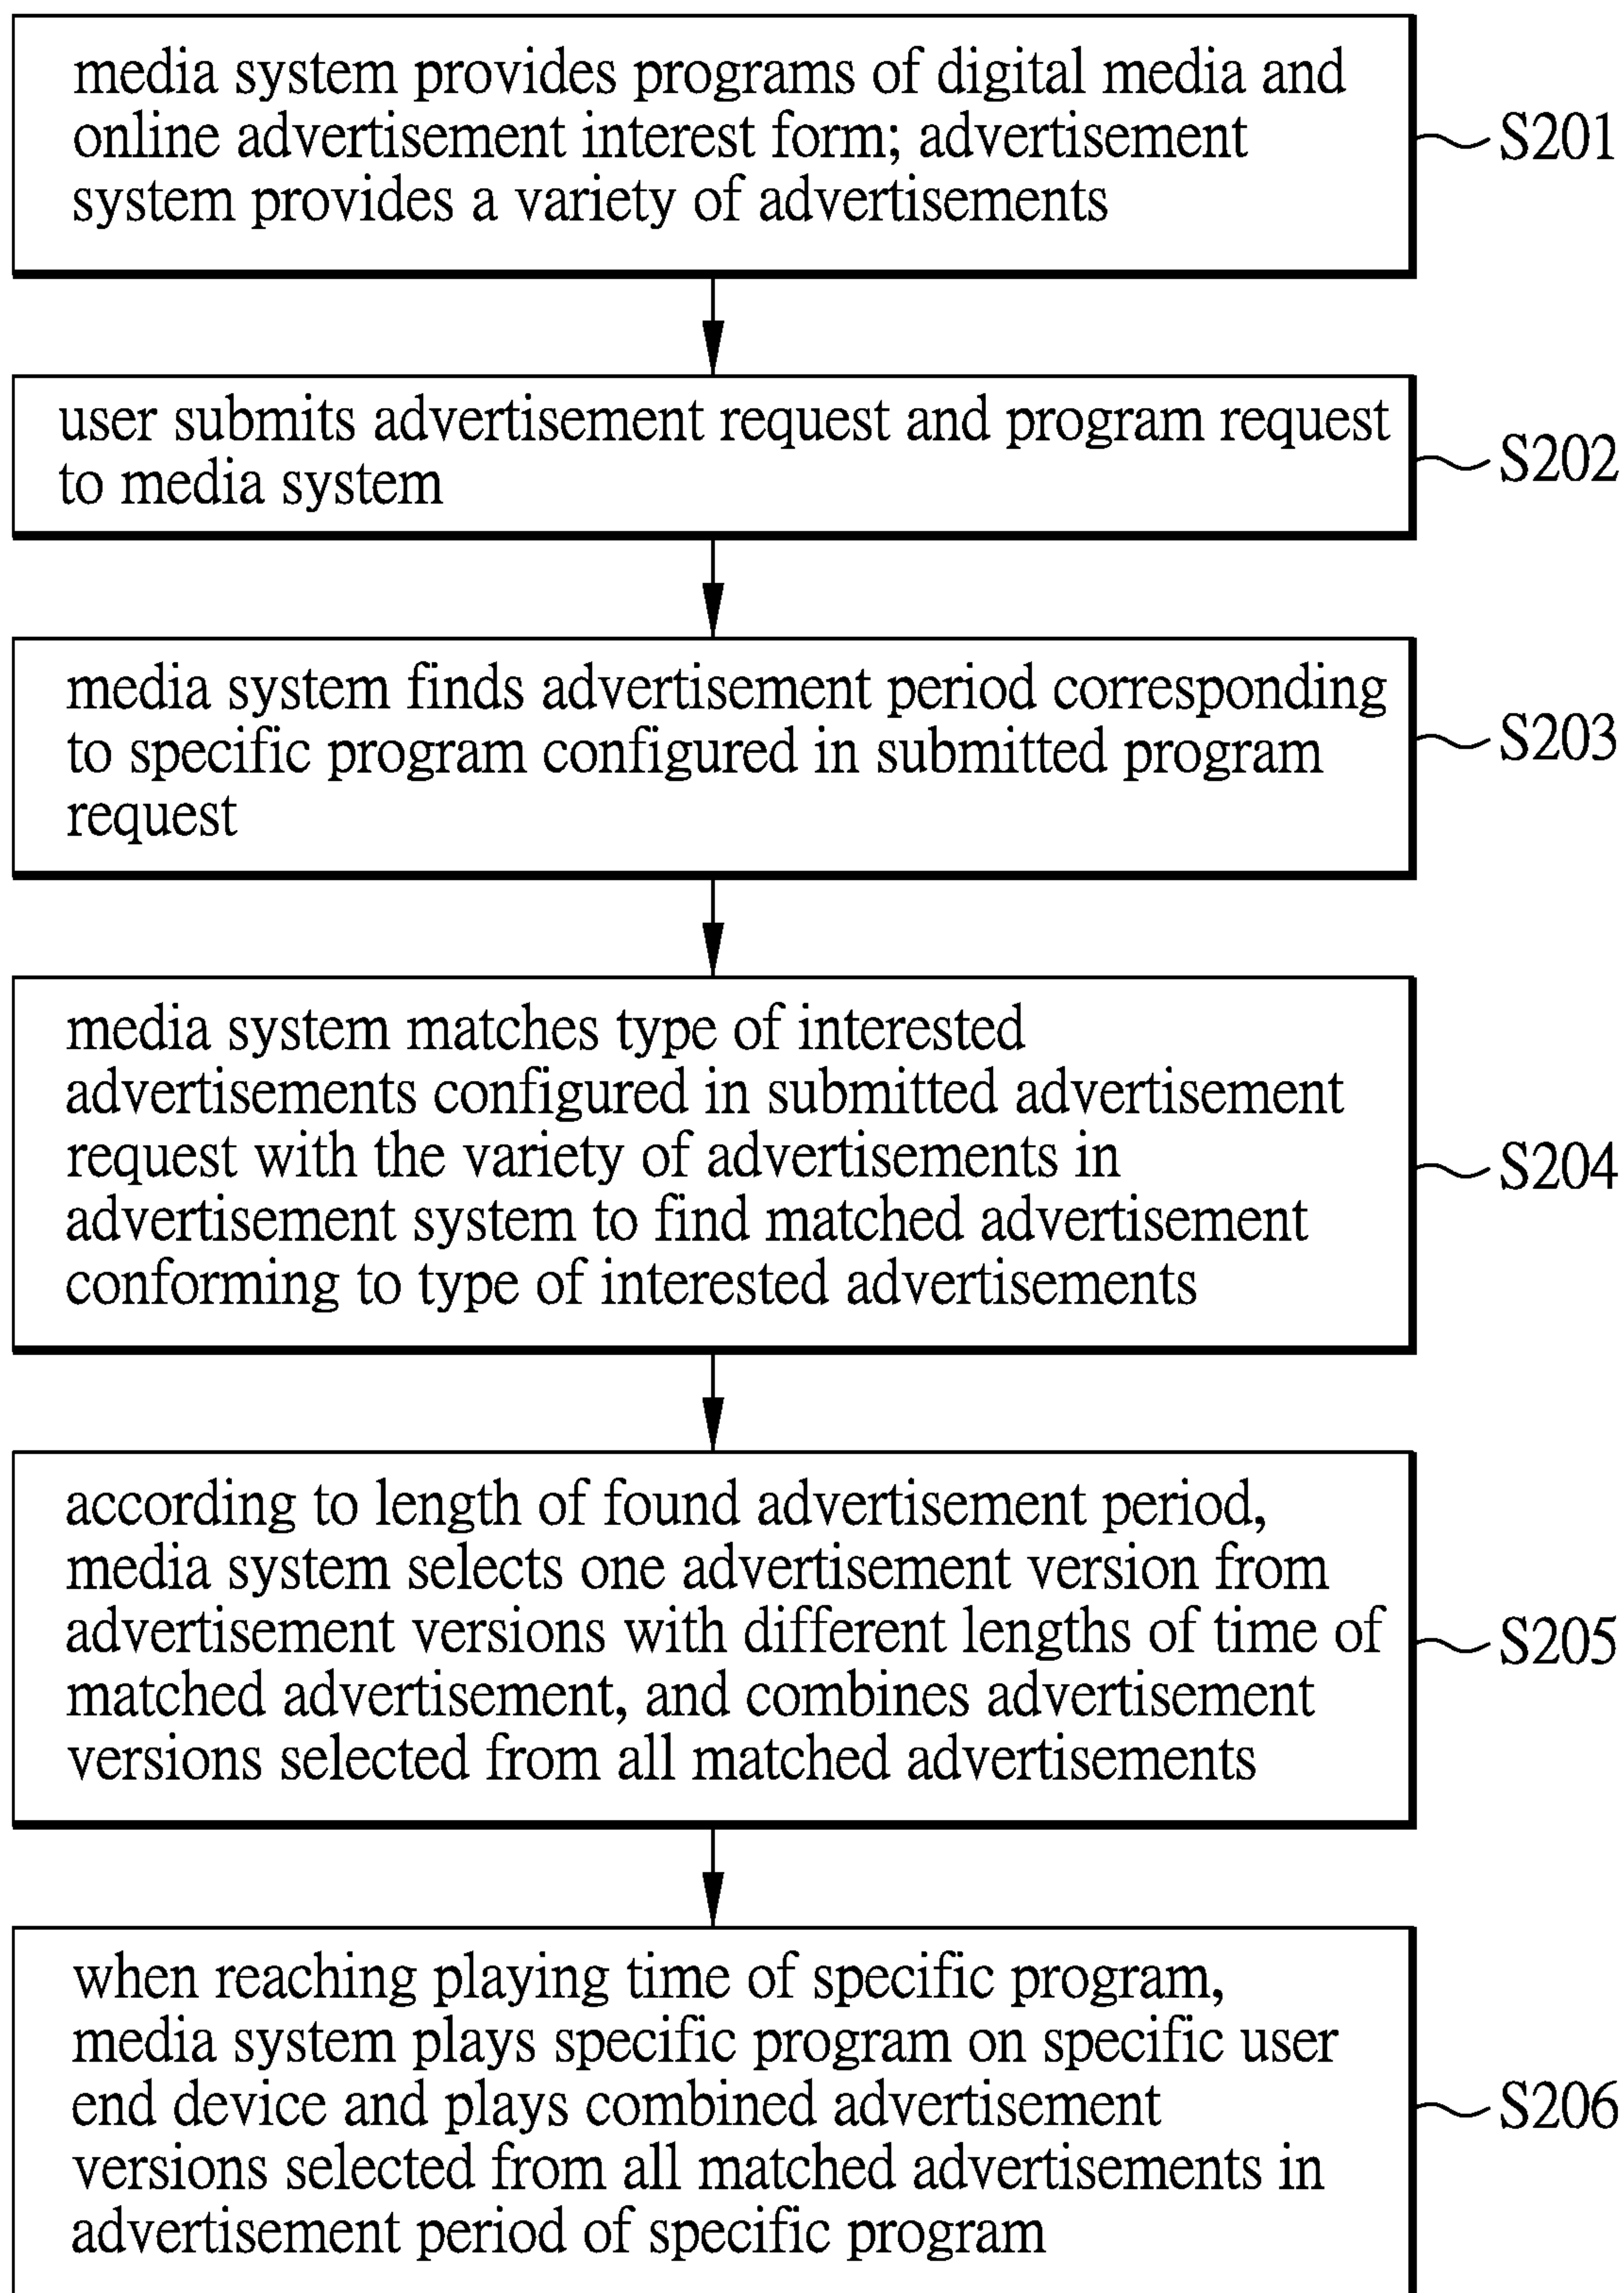 media system provides programs of digital media and
online advertisement interest form; advertisement
system provides a variety of advertisements
S201
user submits advertisement request and program request
to media system
S202
media system finds advertisement period corresponding
to specific program configured in submitted program
request
S203
media system matches type of interested
advertisements configured in submitted advertisement
request with the variety of advertisements in
advertisement system to find matched advertisement
conforming to type of interested advertisements
S204
according to length of found advertisement period,
media system selects one advertisement version from
advertisement versions with different lengths of time of
matched advertisement, and combines advertisement
versions selected from all matched advertisements
S205
when reaching playing time of specific program,
media system plays specific program on specific user
end device and plays combined advertisement
versions selected from all matched advertisements in
advertisement period of specific program
S206